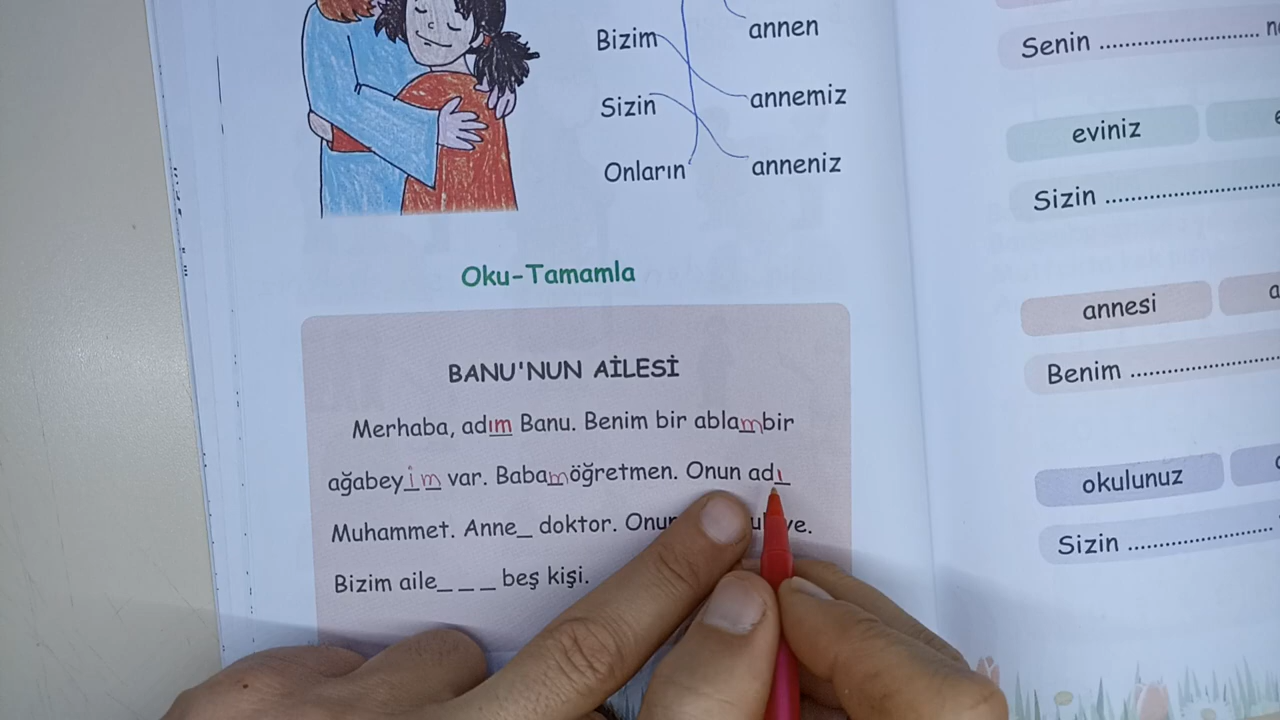 Bizim
annen
Sizin
annemiz
Onların
anneniz
Oku-Tamamla
BANU'NUN AİLESİ
Merhaba, adım Banu. Benim bir ablam bir
ağabeyim var. Babam öğretmen. Onun adı
Muhammet. Anne_ doktor. ve.
Bizim aile_ _ _ beş kişi.
Senin ..............................
eviniz
Sizin ..............................
annesi
Benim ..............................
okulunuz
Sizin ..............................